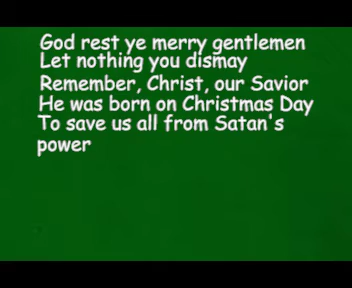 God rest ye merry gentlemen
Let nothing you dismay
Remember, Christ, our Savior
He was born on Christmas Day
To save us all from Satan's
power